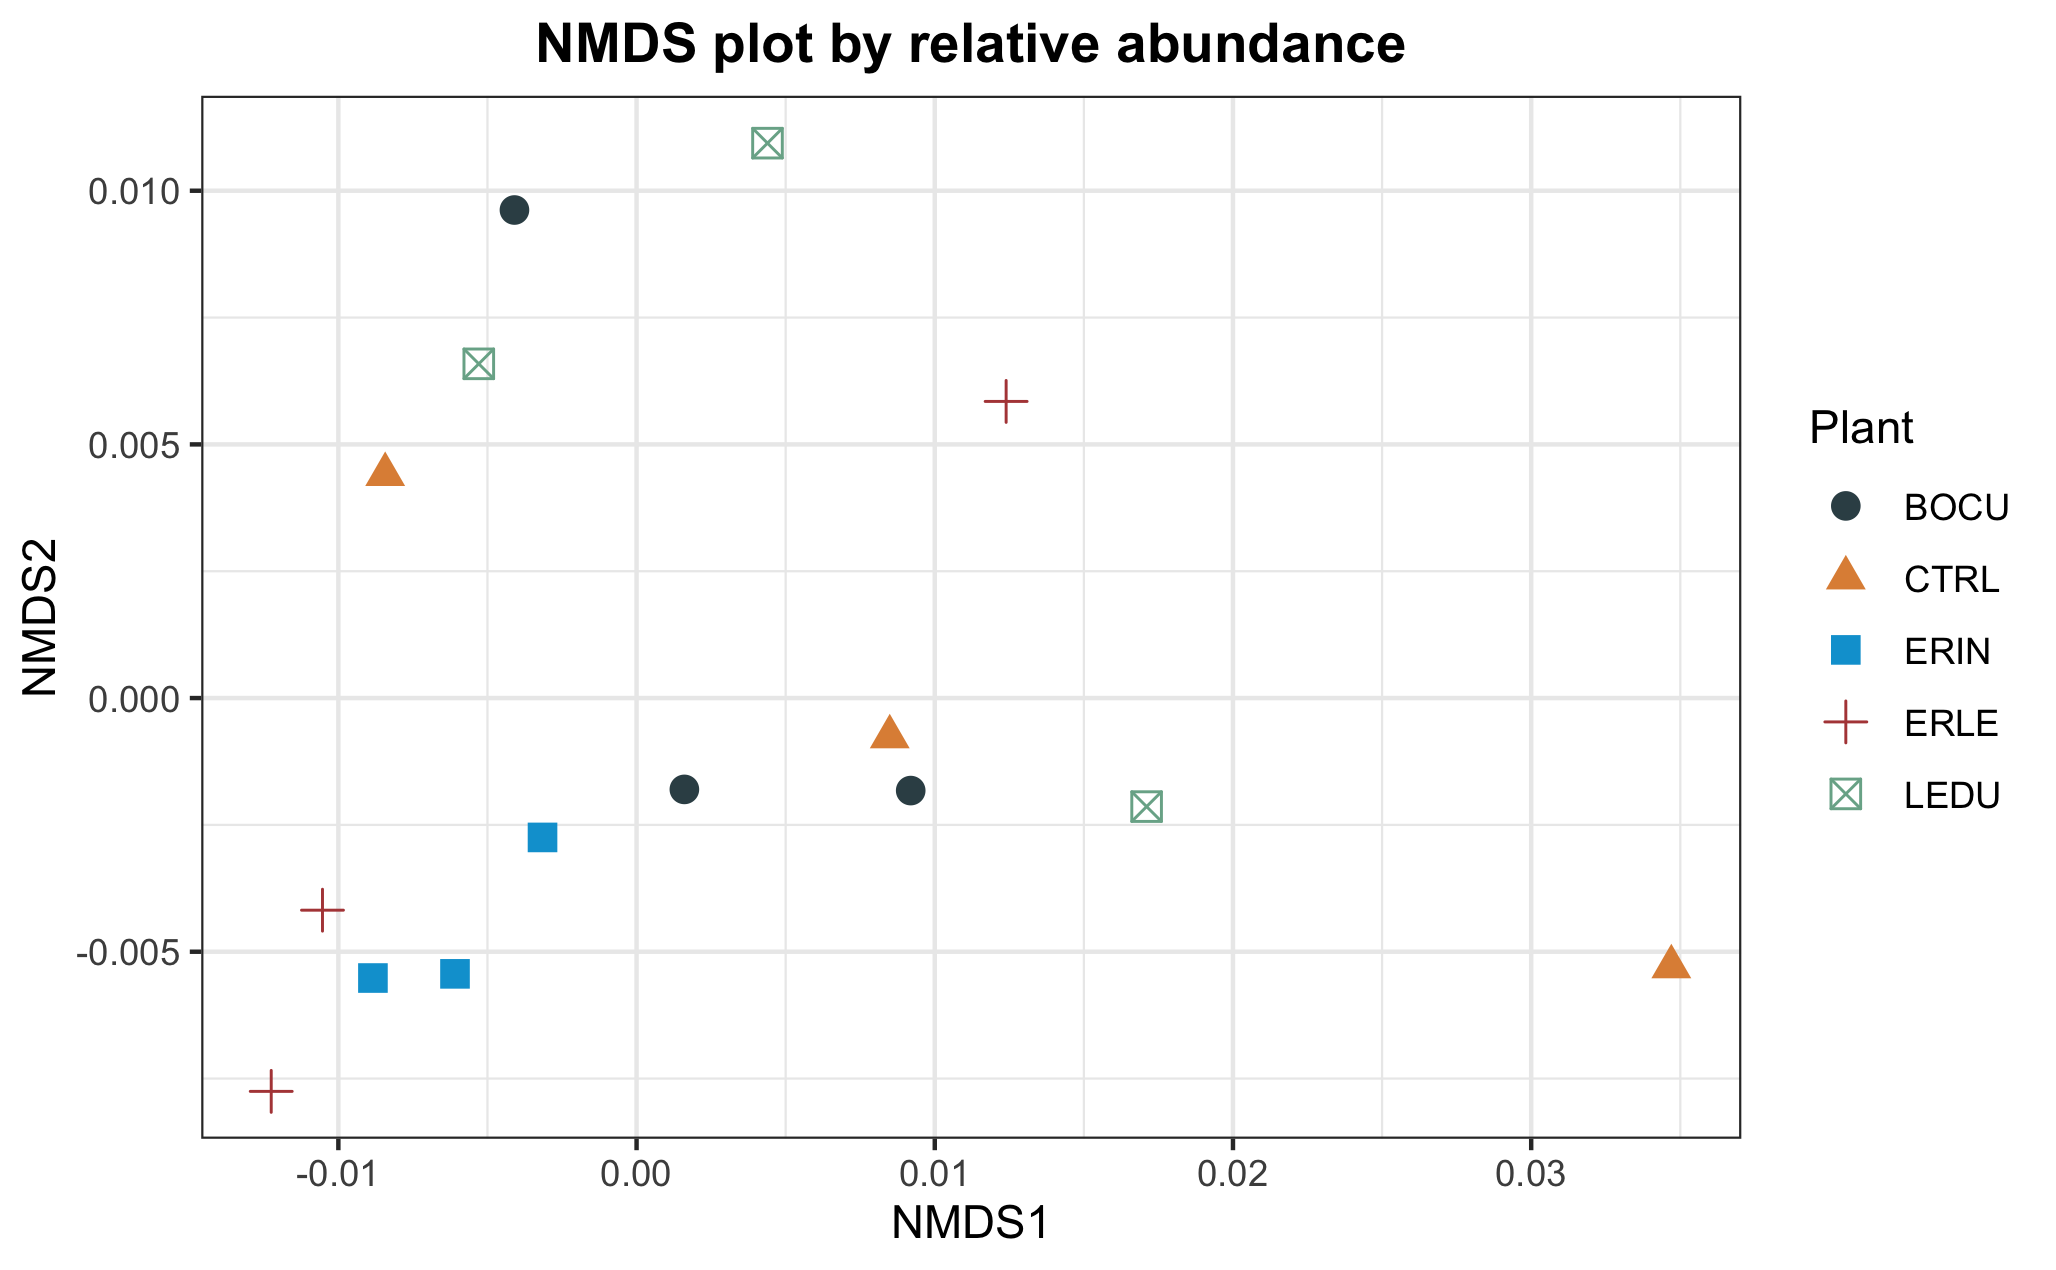 NMDS plot by relative abundance
0.010
0.005
0.000
-0.005
NMDS2
-0.01
0.00
0.01
0.02
0.03
NMDS1
Plant
BOCU
CTRL
ERIN
ERLE
LEDU